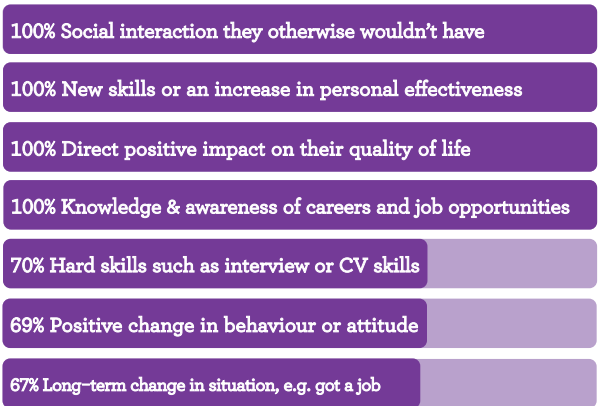 100% Social interaction they otherwise wouldn't have
100% New skills or an increase in personal effectiveness
100% Direct positive impact on their quality of life
100% Knowledge & awareness of careers and job opportunities
70% Hard skills such as interview or CV skills
69% Positive change in behaviour or attitude
67% Long-term change in situation, e.g. got a job